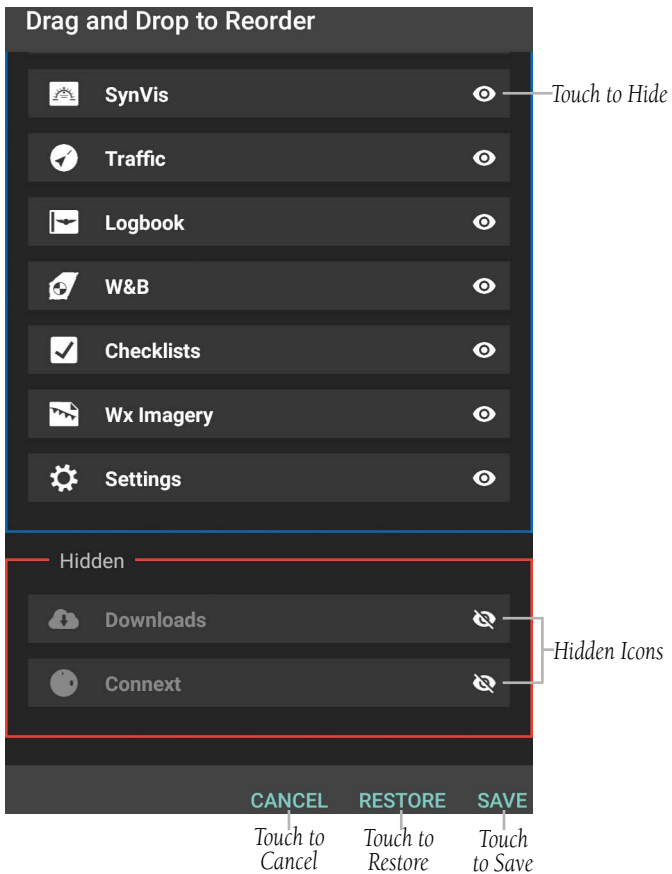 Drag and Drop to Reorder
SynVis
Touch to Hide
Traffic
Logbook
W&B
Checklists
Wx Imagery
Settings
Hidden
Downloads
Hidden Icons
Connext
CANCEL RESTORE SAVE
Touch to Touch to Touch
Cancel Restore to Save